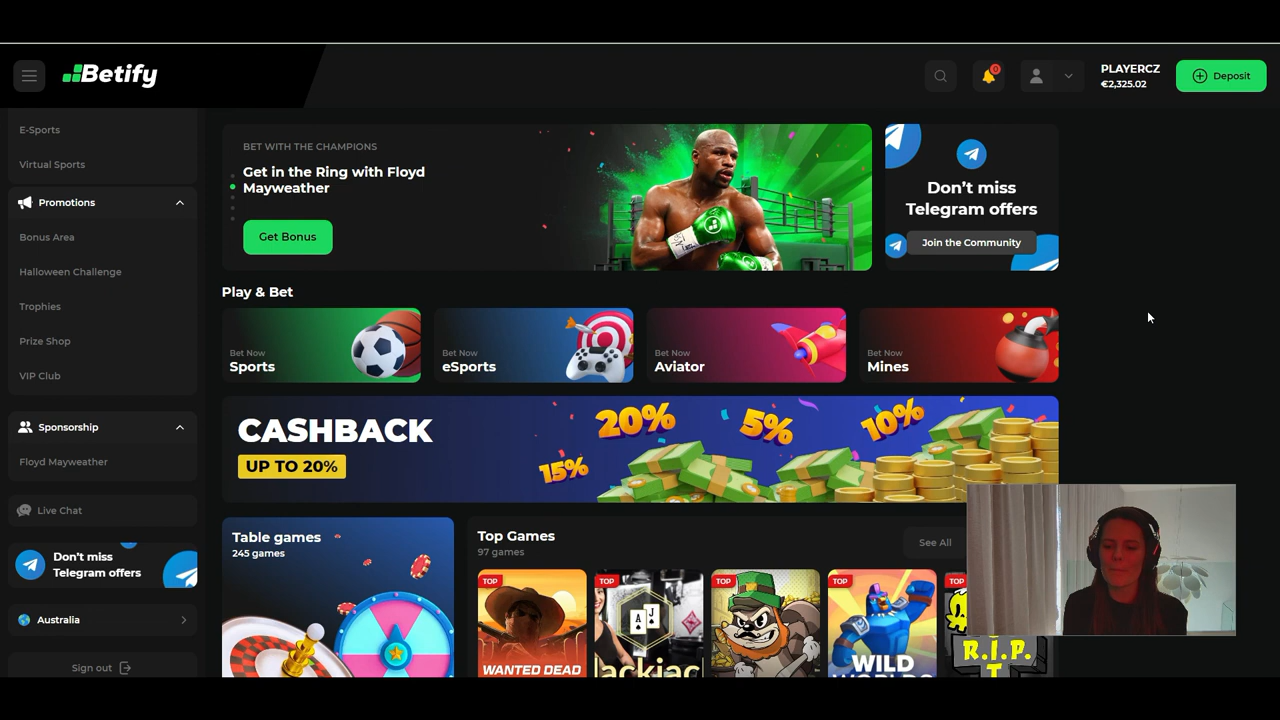 Betify
0
PLAYERCZ
€2,325.02
Deposit
E-Sports
Virtual Sports
Promotions
Bonus Area
Halloween Challenge
Trophies
Prize Shop
VIP Club
Sponsorship
Floyd Mayweather
Live Chat
Don't miss
Telegram offers
Australia
Sign out
BET WITH THE CHAMPIONS
Get in the Ring with Floyd
Mayweather
Get Bonus
Don't miss
Telegram offers
Join the Community
Play & Bet
Bet Now
Sports
Bet Now
eSports
Bet Now
Aviator
Bet Now
Mines
CASHBACK
UP TO 20%
15%
20%
5%
10%
Table games
245 games
Top Games
97 games
See All
TOP
WANTED DEAD
TOP
A J
lackjac
TOP
TOP
WILD
TOP
R.I.P.